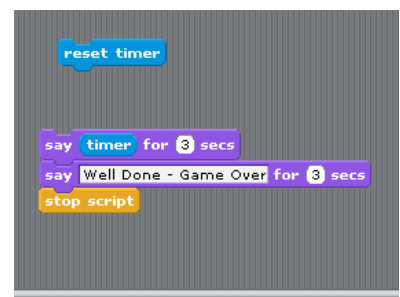 reset timer
say timer for 3 secs
say Well Done - Game Over for 3 secs
stop script